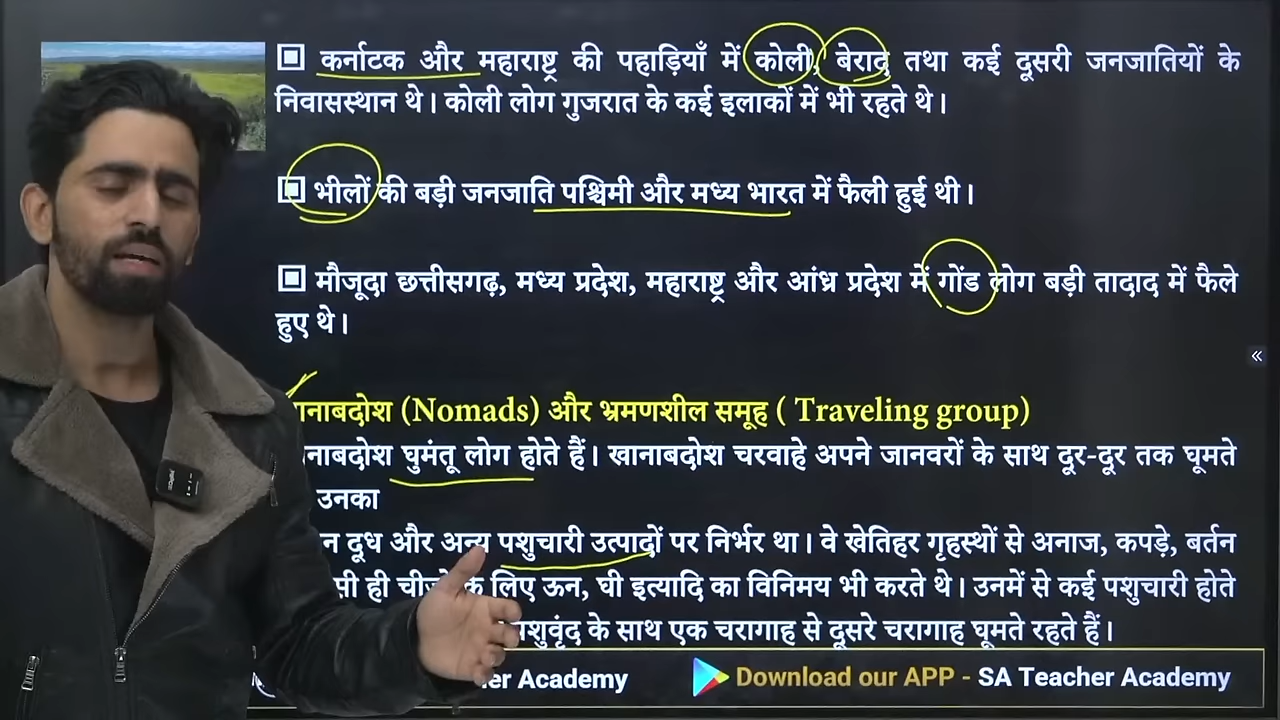 कर्नाटक और महाराष्ट्र की पहाड़ियाँ में कोली, बेराद तथा कई दूसरी जनजातियों के
निवासस्थान थे। कोली लोग गुजरात के कई इलाकों में भी रहते थे।
भीलों की बड़ी जनजाति पश्चिमी और मध्य भारत में फैली हुई थी।
मौजूदा छत्तीसगढ़, मध्य प्रदेश, महाराष्ट्र और आंध्र प्रदेश में गोंड लोग बड़ी तादाद में फैले
हुए थे।
नाबदोश (Nomads) और भ्रमणशील समूह ( Traveling group)
नाबदोश घुमंतू लोग होते हैं। खानाबदोश चरवाहे अपने जानवरों के साथ दूर-दूर तक घूमते
उनका
न दूध और अन्य पशुचारी उत्पादों पर निर्भर था। वे खेतिहर गृहस्थों से अनाज, कपड़े, बर्तन
सी ही चीजों के लिए ऊन, घी इत्यादि का विनिमय भी करते थे। उनमें से कई पशुचारी होते
पशुवृंद के साथ एक चरागाह से दूसरे चरागाह घूमते रहते हैं।
er Academy
Download our APP - SA Teacher Academy